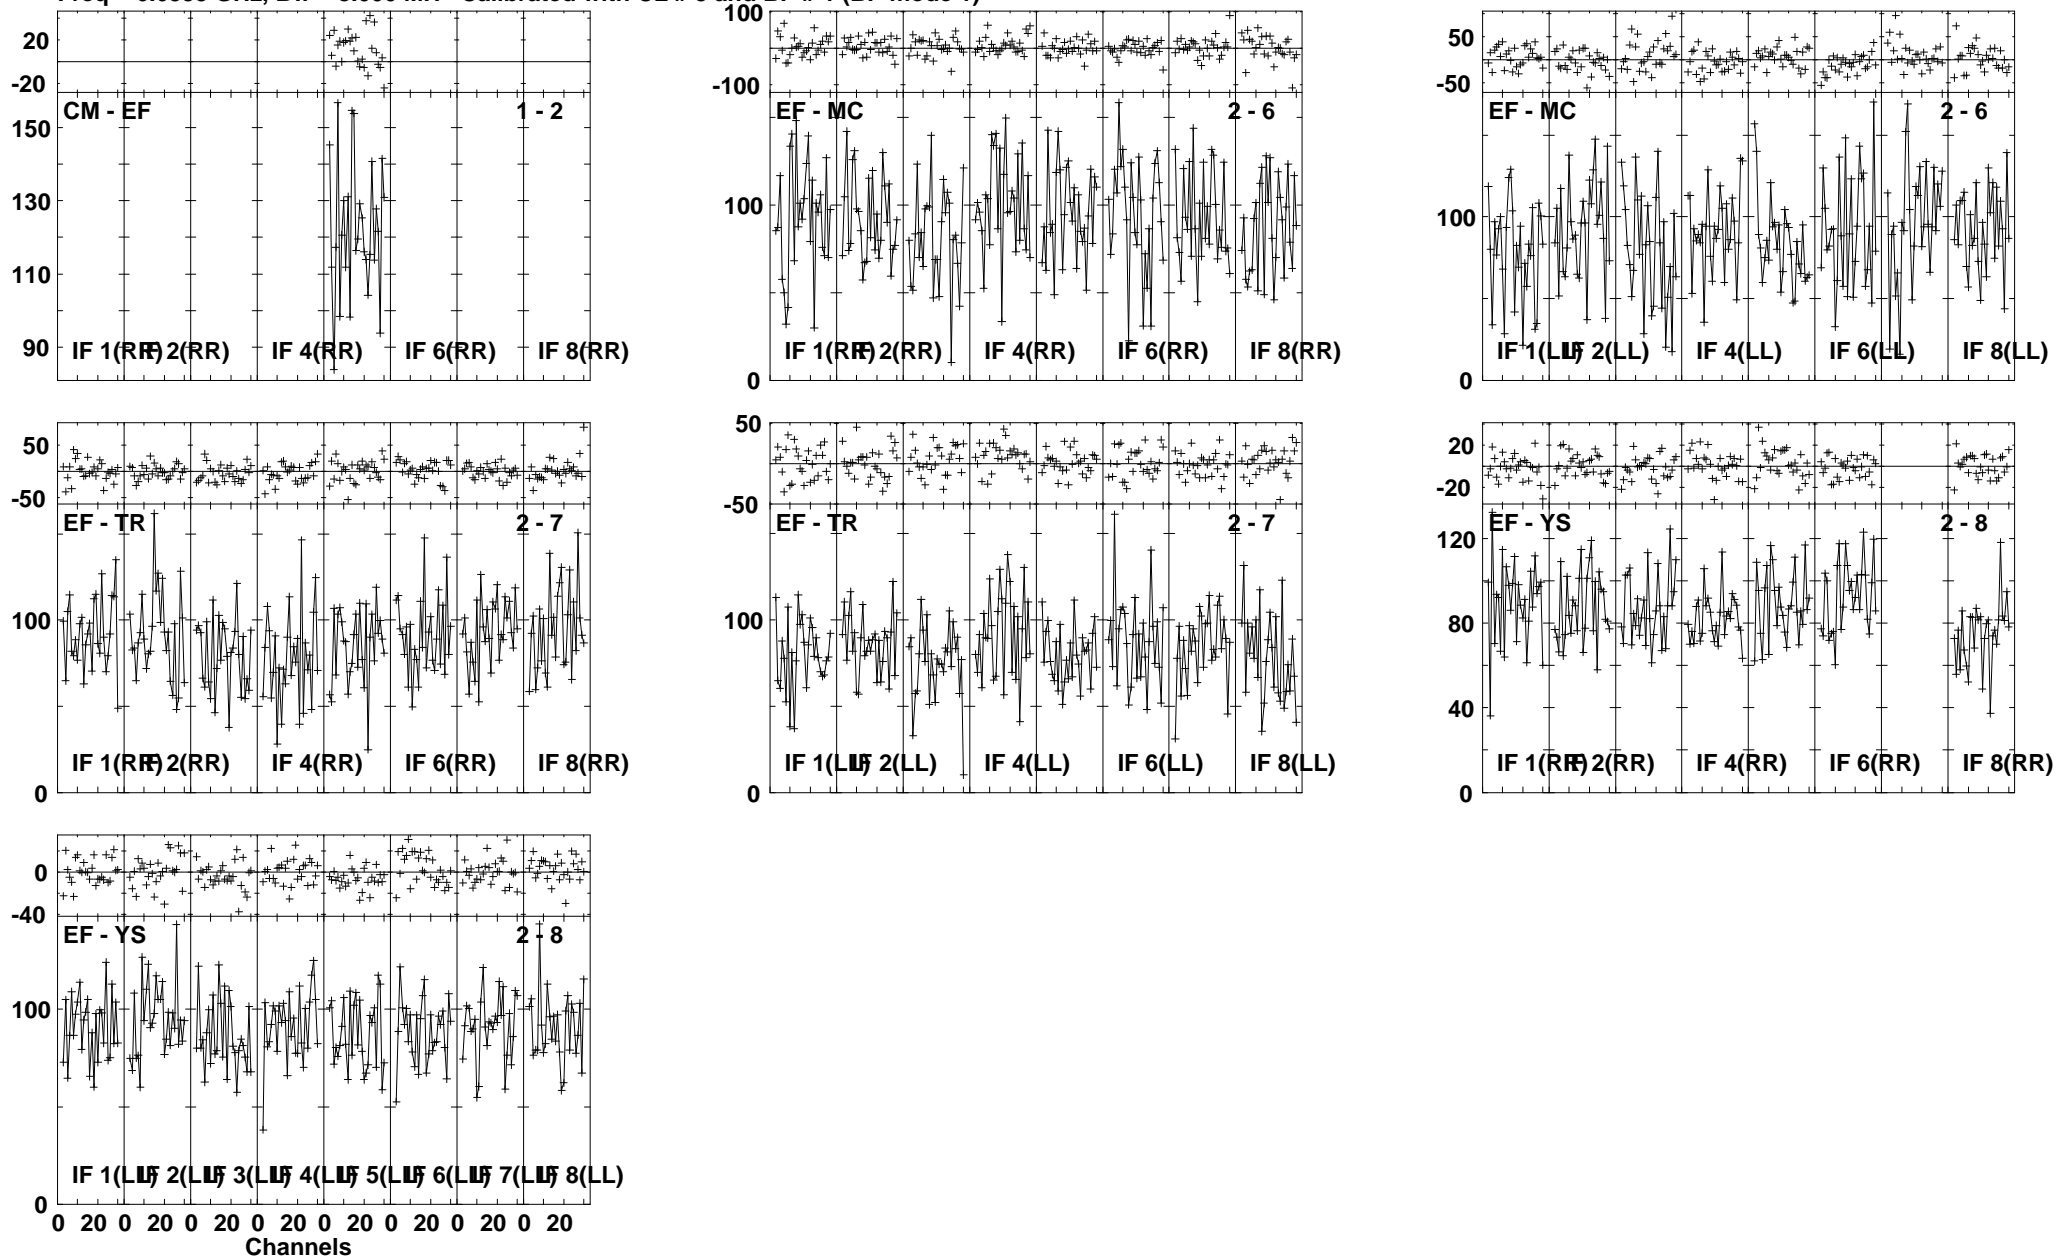 20
-20
CM - EF 1 - 2
150
130
110
90
IF 1(RR) IF 2(RR) IF 4(RR) IF 6(RR) IF 8(RR)
100
-100
EF - MC 2 - 6
100
0
IF 1(RR) IF 2(RR) IF 4(RR) IF 6(RR) IF 8(RR)
50
-50
EF - MC 2 - 6
100
0
IF 1(LL) IF 2(LL) IF 4(LL) IF 6(LL) IF 8(LL)
50
-50
EF - TR 2 - 7
100
0
IF 1(RR) IF 2(RR) IF 4(RR) IF 6(RR) IF 8(RR)
50
-50
EF - TR 2 - 7
100
0
IF 1(LL) IF 2(LL) IF 4(LL) IF 6(LL) IF 8(LL)
20
-20
EF - YS 2 - 8
120
80
40
0
IF 1(RR) IF 2(RR) IF 4(RR) IF 6(RR) IF 8(RR)
0
-40
EF - YS 2 - 8
100
0
IF 1(LL) IF 2(LL) IF 3(LL) IF 4(LL) IF 5(LL) IF 6(LL) IF 7(LL) IF 8(LL)
0 20 0 20 0 20 0 20 0 20 0 20 0 20 0 20
Channels